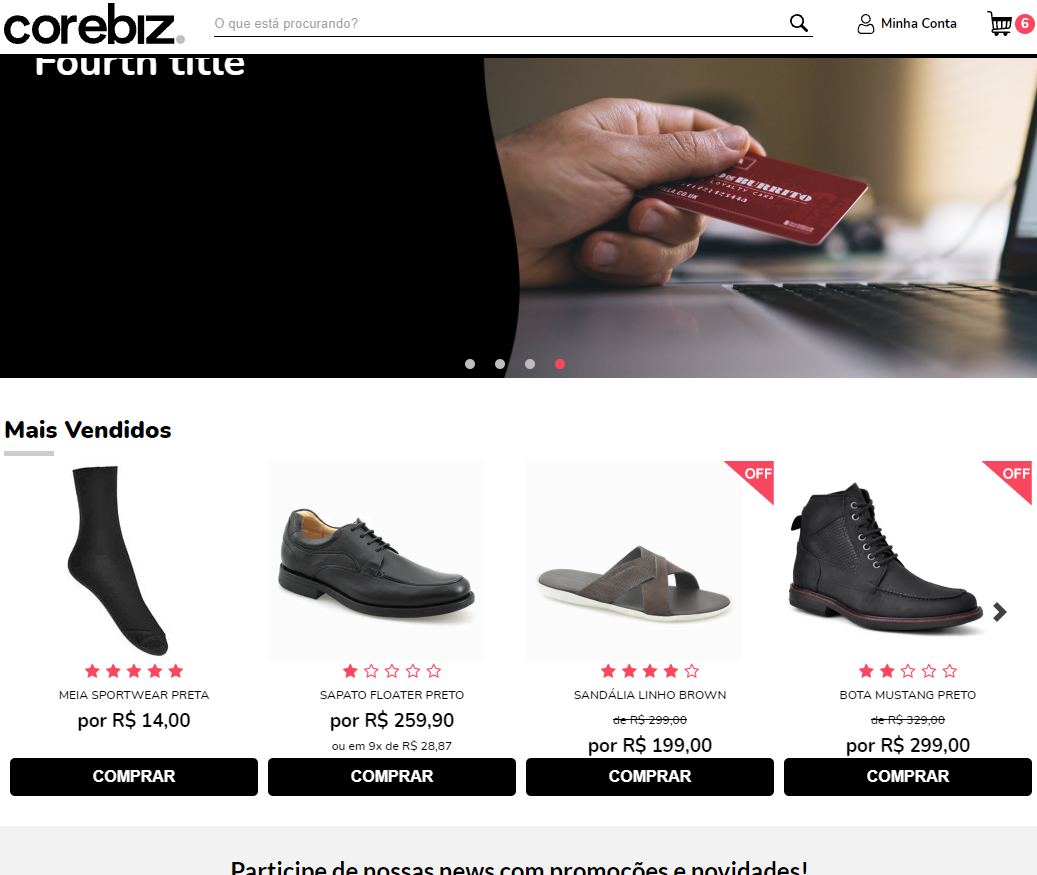 corebiz.
O que está procurando?
Minha Conta
6
Fourth title
BURRITO
LOYALTY CARD
Mais Vendidos
OFF
OFF
MEIA SPORTWEAR PRETA
SAPATO FLOATER PRETO
SANDÁLIA LINHO BROWN
BOTA MUSTANG PRETO
por R$ 14,00
por R$ 259,90
de R$ 299,00
de R$ 329,00
ou em 9x de R$ 28,87
por R$ 199,00
por R$ 299,00
COMPRAR
COMPRAR
COMPRAR
COMPRAR
Participe de nossas news com promoções e novidades!